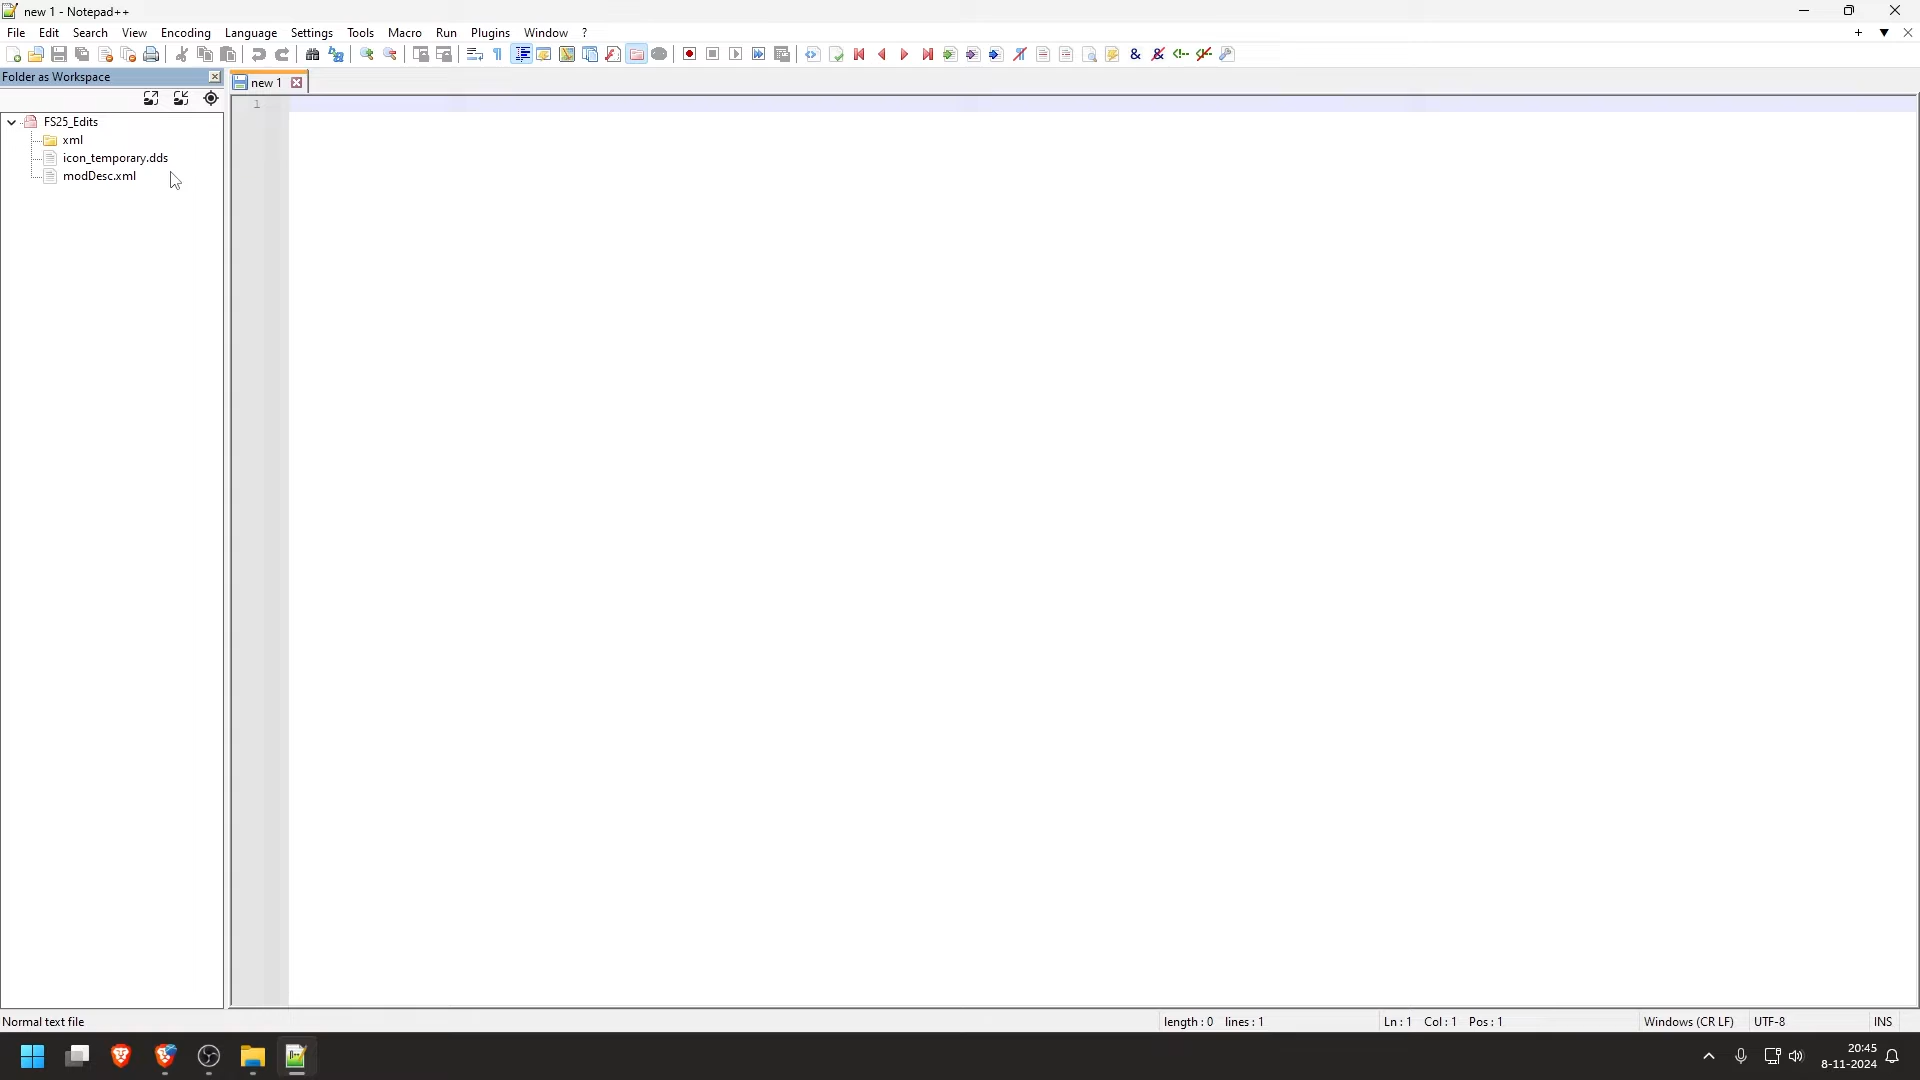 new 1 - Notepad++
File Edit Search View Encoding Language Settings Tools Macro Run Plugins Window ?
Folder as Workspace
new 1
1
FS25_Edits
xml
icon_temporary.dds
modDesc.xml
Normal text file
length : 0 lines : 1
Ln : 1 Col : 1 Pos : 1
Windows (CR LF)
UTF-8
INS
20:45
8-11-2024